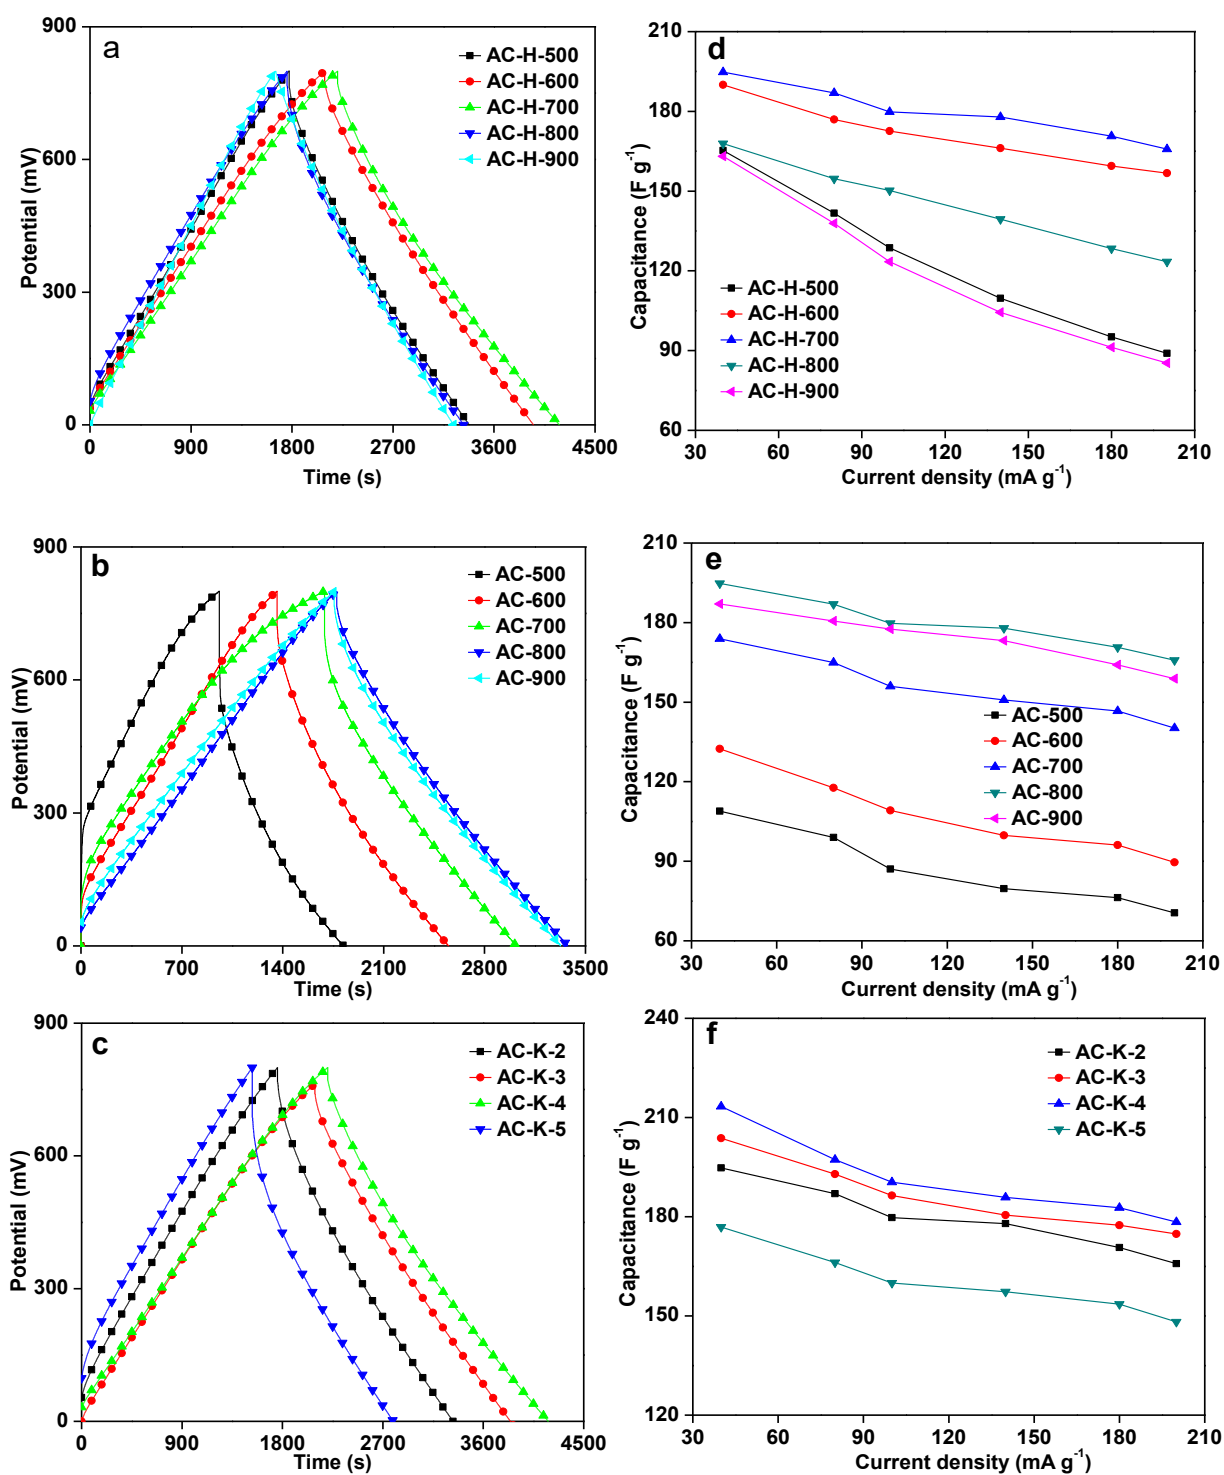 a
900
600
300
0
0 900 1800 2700 3600 4500
Potential (mV)
Time (s)
AC-H-500
AC-H-600
AC-H-700
AC-H-800
AC-H-900
d
210
180
150
120
90
60
30 60 90 120 150 180 210
Capacitance (F g⁻¹)
Current density (mA g⁻¹)
AC-H-500
AC-H-600
AC-H-700
AC-H-800
AC-H-900
b
900
600
300
0
0 700 1400 2100 2800 3500
Potential (mV)
Time (s)
AC-500
AC-600
AC-700
AC-800
AC-900
e
210
180
150
120
90
60
30 60 90 120 150 180 210
Capacitance (F g⁻¹)
Current density (mA g⁻¹)
AC-500
AC-600
AC-700
AC-800
AC-900
c
900
600
300
0
0 900 1800 2700 3600 4500
Potential (mV)
Time (s)
AC-K-2
AC-K-3
AC-K-4
AC-K-5
f
240
210
180
150
120
30 60 90 120 150 180 210
Capacitance (F g⁻¹)
Current density (mA g⁻¹)
AC-K-2
AC-K-3
AC-K-4
AC-K-5